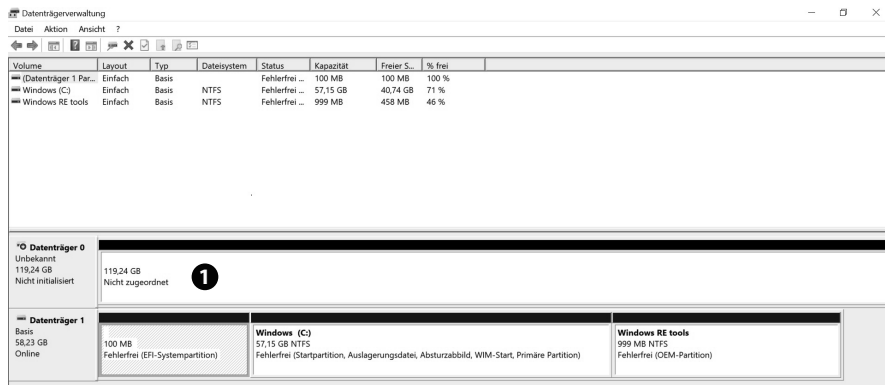 Datenträgerverwaltung
Datei Aktion Ansicht ?
Volume Layout Typ Dateisystem Status Kapazität Freier S... % frei
(Datenträger 1 Par... Einfach Basis Fehlerfrei ... 100 MB 100 MB 100 %
Windows (C:) Einfach Basis NTFS Fehlerfrei ... 57,15 GB 40,74 GB 71 %
Windows RE tools Einfach Basis NTFS Fehlerfrei ... 999 MB 458 MB 46 %
Datenträger 0
Unbekannt
119,24 GB
Nicht initialisiert
119,24 GB
Nicht zugeordnet
1
Datenträger 1
Basis
58,23 GB
Online
100 MB
Fehlerfrei (EFI-Systempartition)
Windows (C:)
57,15 GB NTFS
Fehlerfrei (Startpartition, Auslagerungsdatei, Absturzabbild, WIM-Start, Primäre Partition)
Windows RE tools
999 MB NTFS
Fehlerfrei (OEM-Partition)